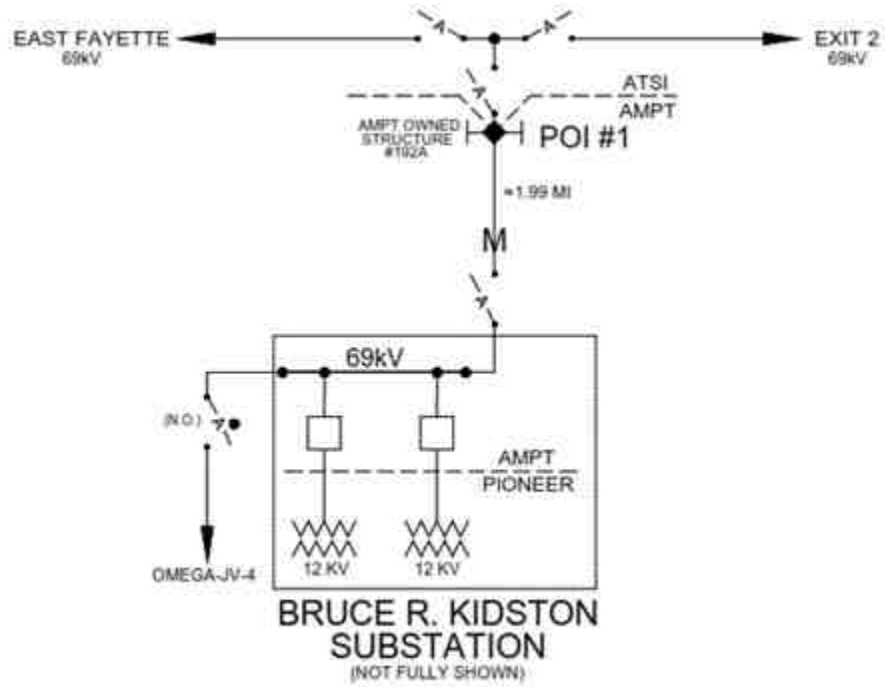 EAST FAYETTE
69kV
A
A
EXIT 2
69kV
A
ATSI
AMPT
AMPT OWNED
STRUCTURE
#192A
POI #1
≈1.99 MI
M
A
69kV
(N.O.)
A
AMPT
PIONEER
12 KV
12 KV
OMEGA-JV-4
BRUCE R. KIDSTON
SUBSTATION
(NOT FULLY SHOWN)